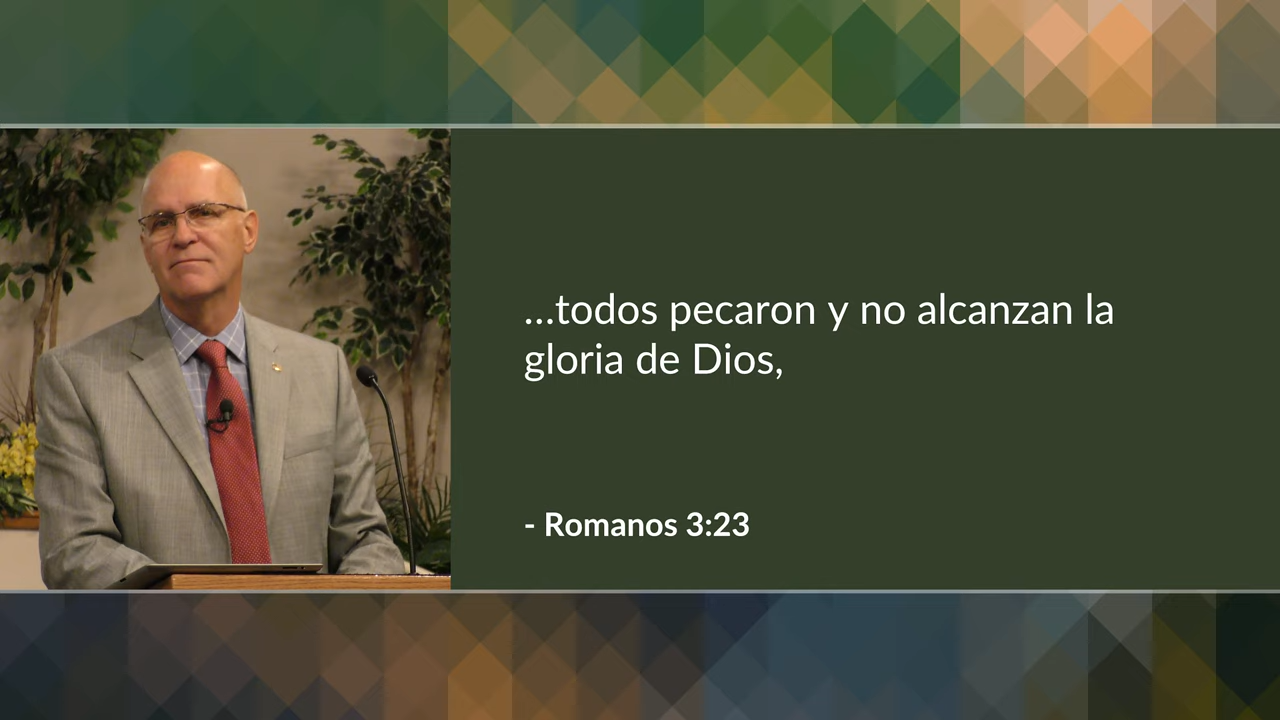 ...todos pecaron y no alcanzan la
gloria de Dios,
- Romanos 3:23